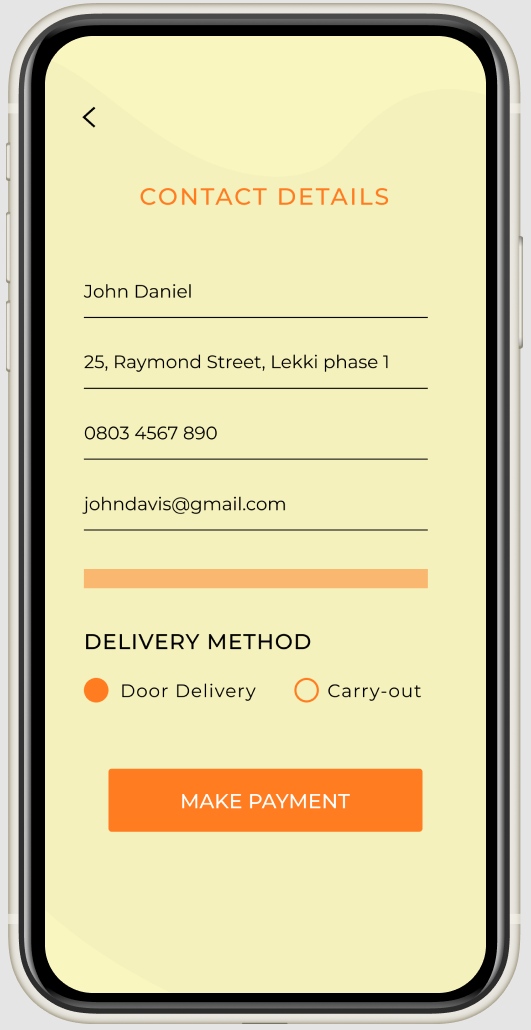 CONTACT DETAILS
John Daniel
25, Raymond Street, Lekki phase 1
0803 4567 890
johndavis@gmail.com
DELIVERY METHOD
Door Delivery Carry-out
MAKE PAYMENT